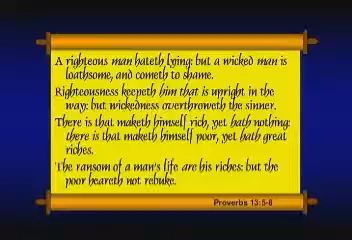 A righteous man hateth lying: but a wicked man is
loathsome, and cometh to shame.
Righteousness keepeth him that is upright in the
way: but wickedness overthroweth the sinner.
There is that maketh himself rich, yet hath nothing:
there is that maketh himself poor, yet hath great
riches.
The ransom of a man's life are his riches: but the
poor heareth not rebuke.
Proverbs 13:5-8